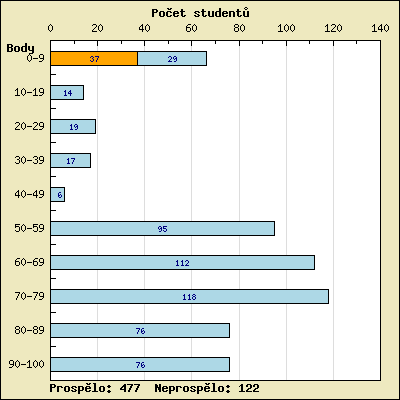 Počet studentů
0 20 40 60 80 100 120 140
Body
0-9 37 29
10-19 14
20-29 19
30-39 17
40-49 6
50-59 95
60-69 112
70-79 118
80-89 76
90-100 76
Prospělo: 477 Neprospělo: 122